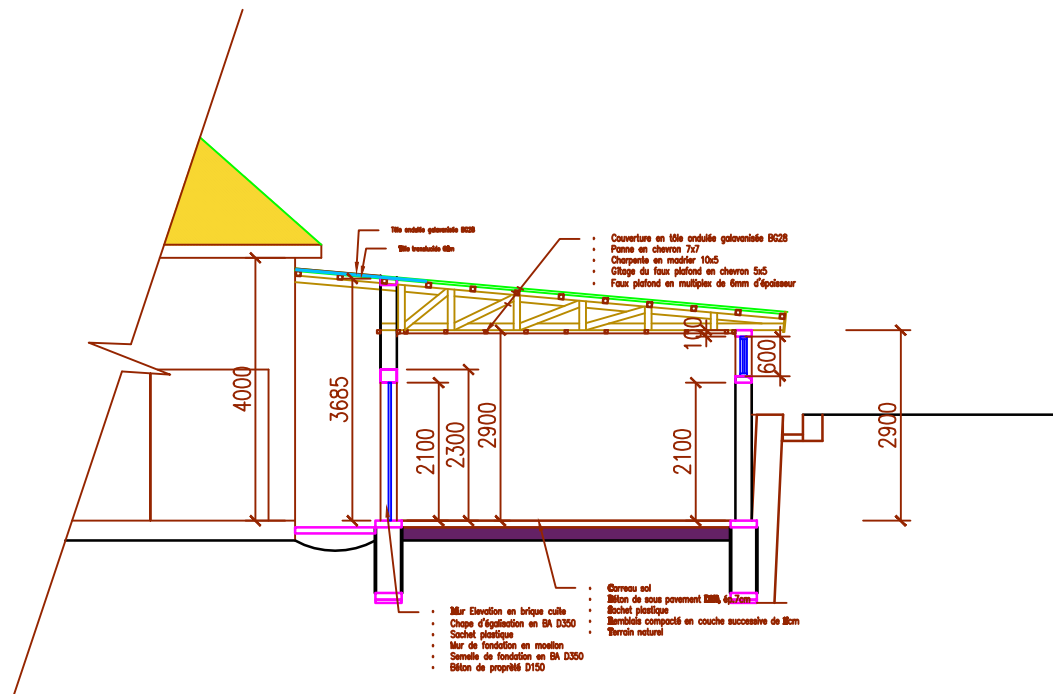 Tôle ondulée galavanisée BG28
Tôle translucide
Couverture en tôle ondulée galavanisée BG28
Panne en chevron 7x7
Charpente en madrier 10x5
Gîtage du faux plafond en chevron 5x5
Faux plafond en multiplex de 6mm d'épaisseur
4000
3685
2100
2300
2900
2100
100
600
2900
Carreau sol
Béton de sous pavement
Sachet plastique
Remblais compacté en couche successive de
Terrain naturel
Mur Elevation en brique cuite
Chape d'égalisation en BA D350
Sachet plastique
Mur de fondation en moellon
Semelle de fondation en BA D350
Béton de propreté D150